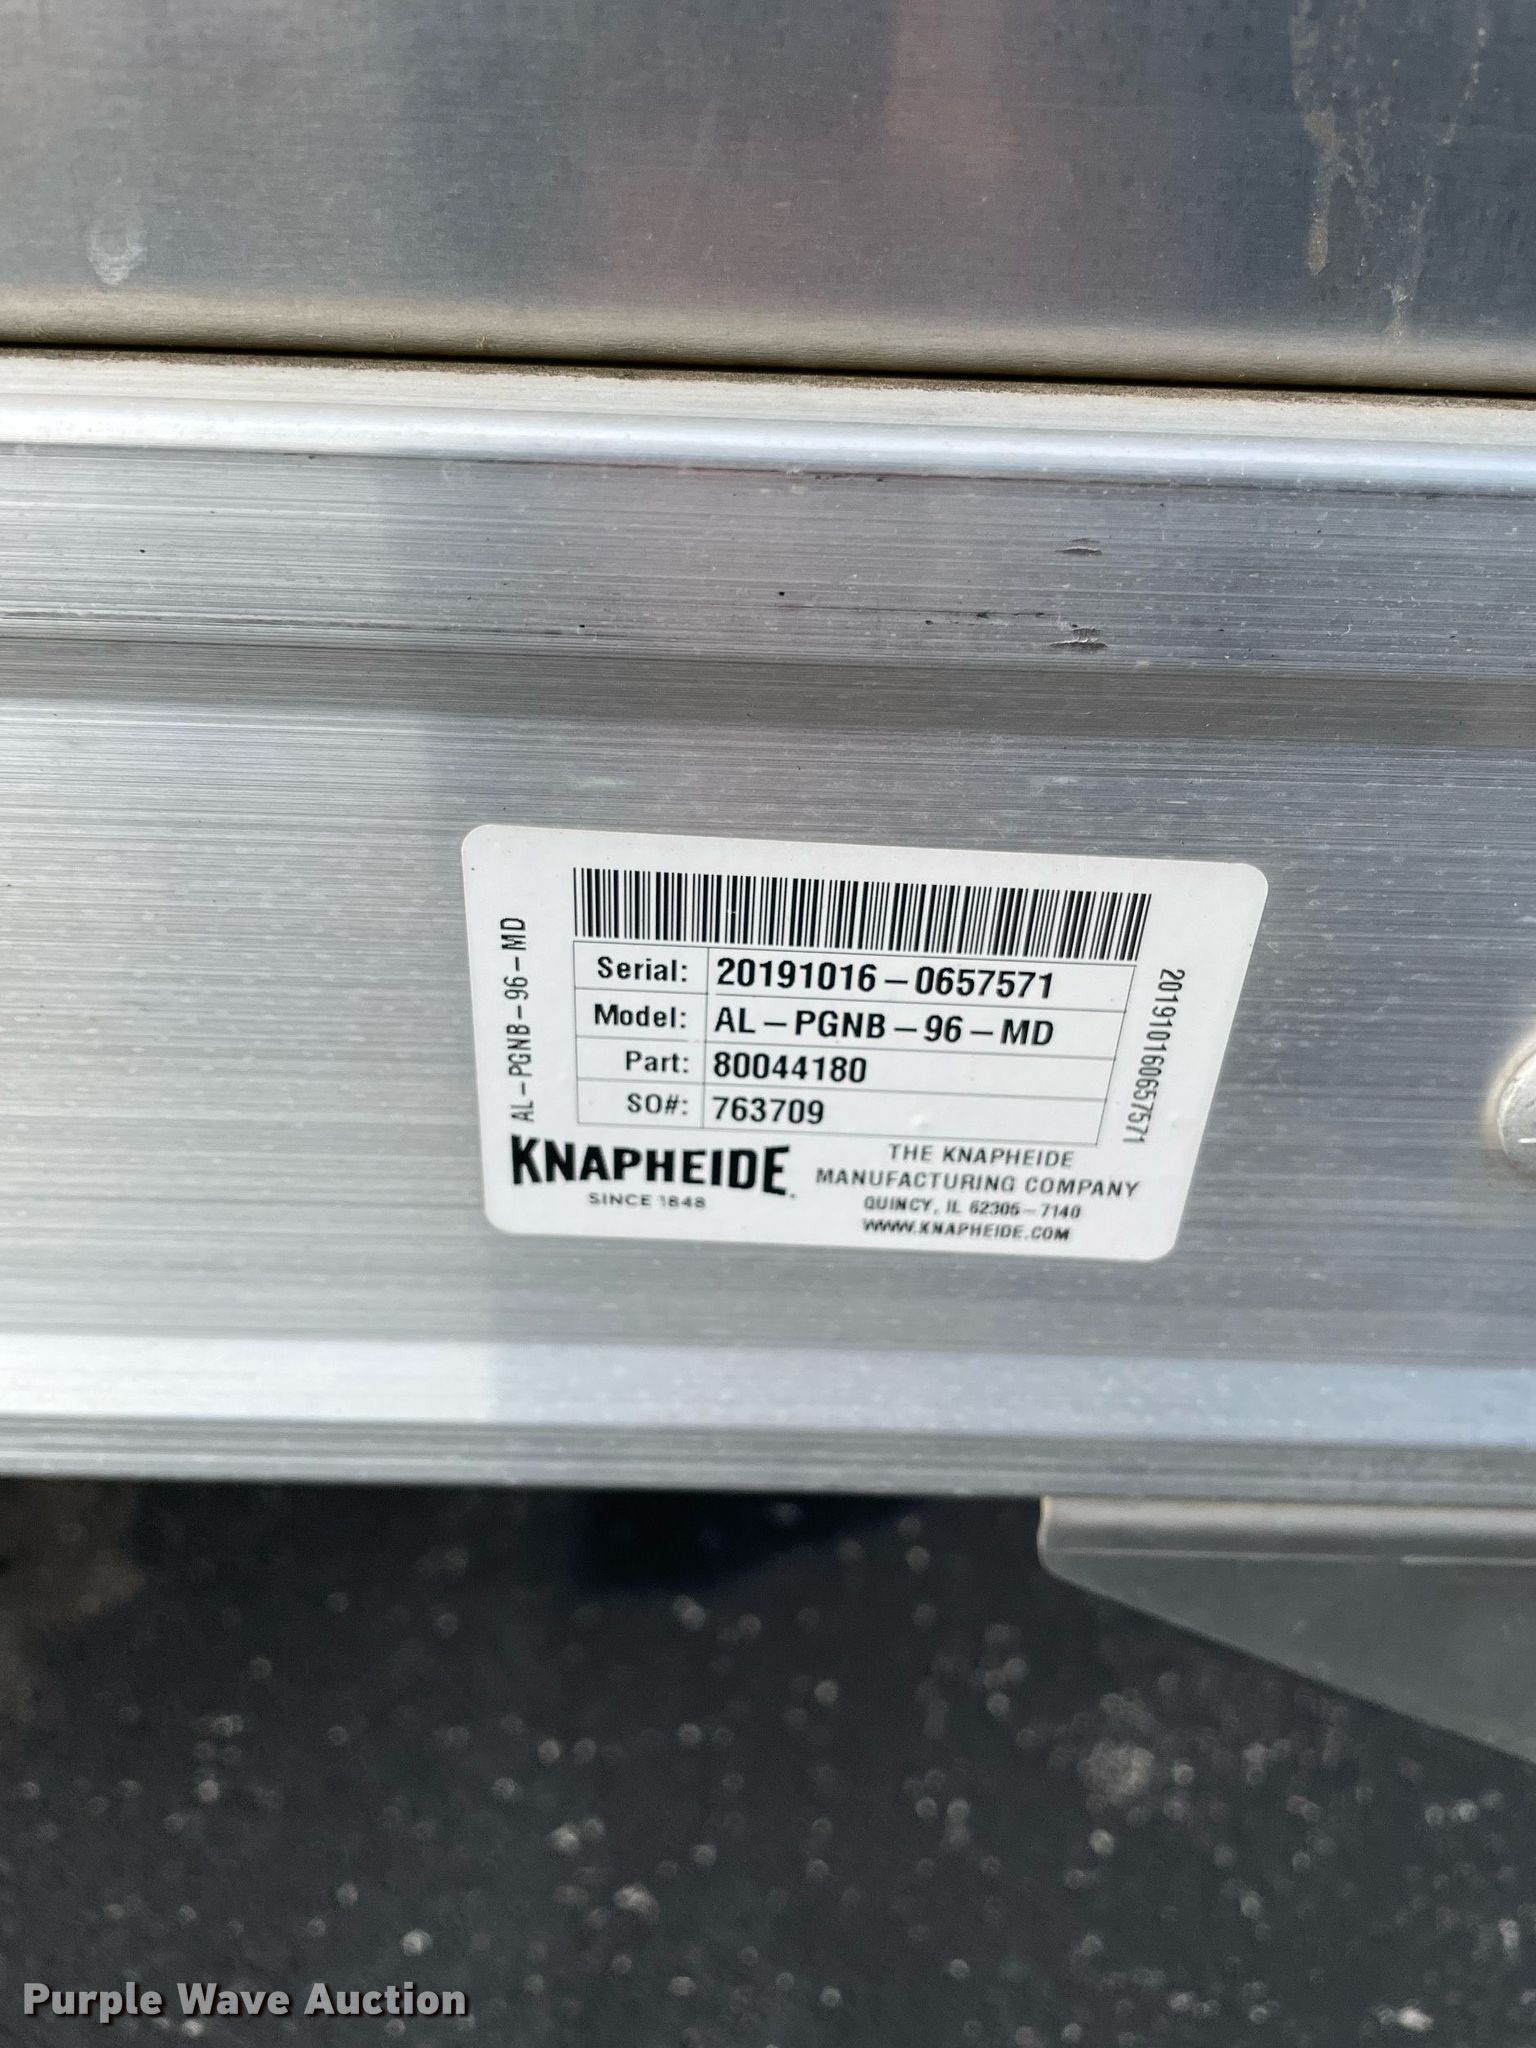 AL-PGNB-96-MD
Serial: 20191016-0657571
Model: AL-PGNB-96-MD
Part: 80044180
SO#: 763709
201910160657571
KNAPHEIDE
SINCE 1848
THE KNAPHEIDE
MANUFACTURING COMPANY
QUINCY, IL 62305-7140
WWW.KNAPHEIDE.COM
Purple Wave Auction